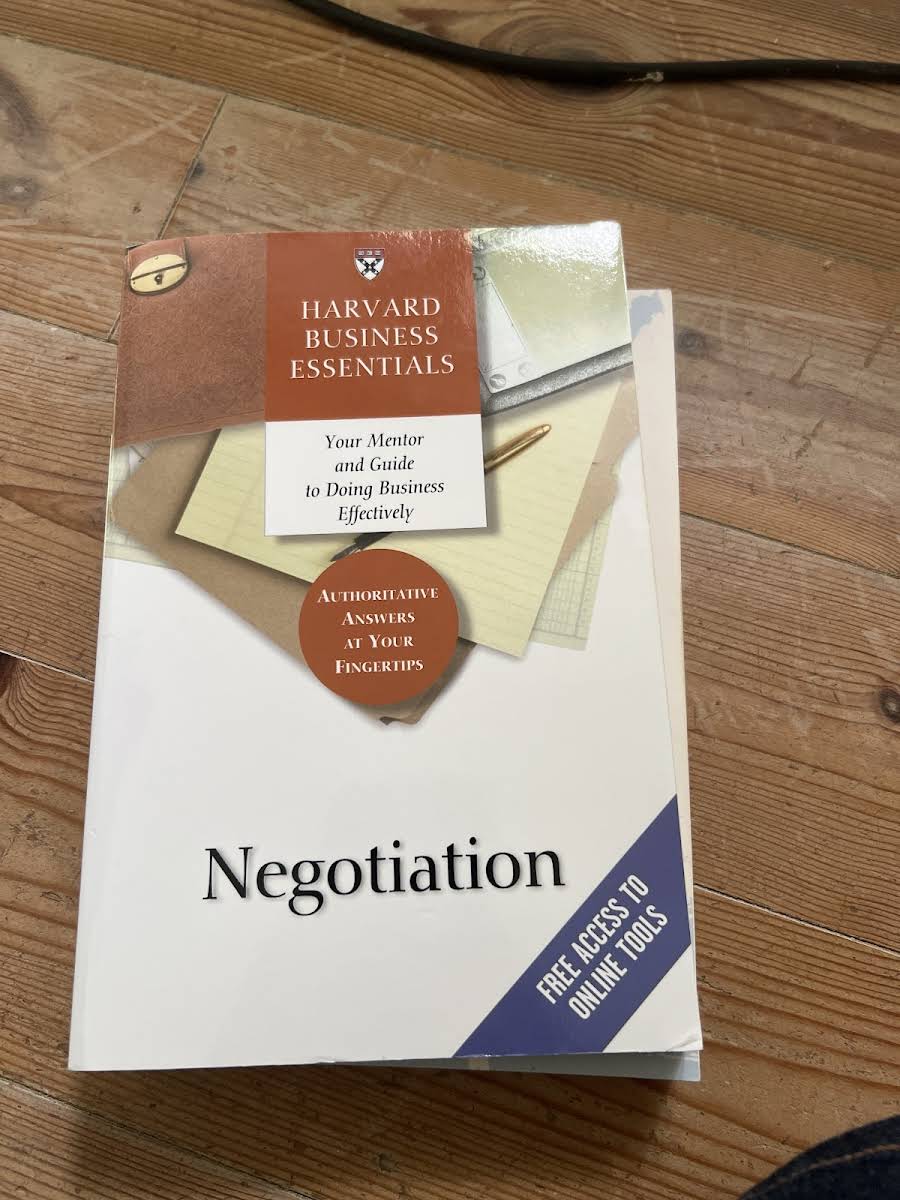 HARVARD
BUSINESS
ESSENTIALS
Your Mentor
and Guide
to Doing Business
Effectively
AUTHORITATIVE
ANSWERS
AT YOUR
FINGERTIPS
Negotiation
FREE ACCESS TO
ONLINE TOOLS